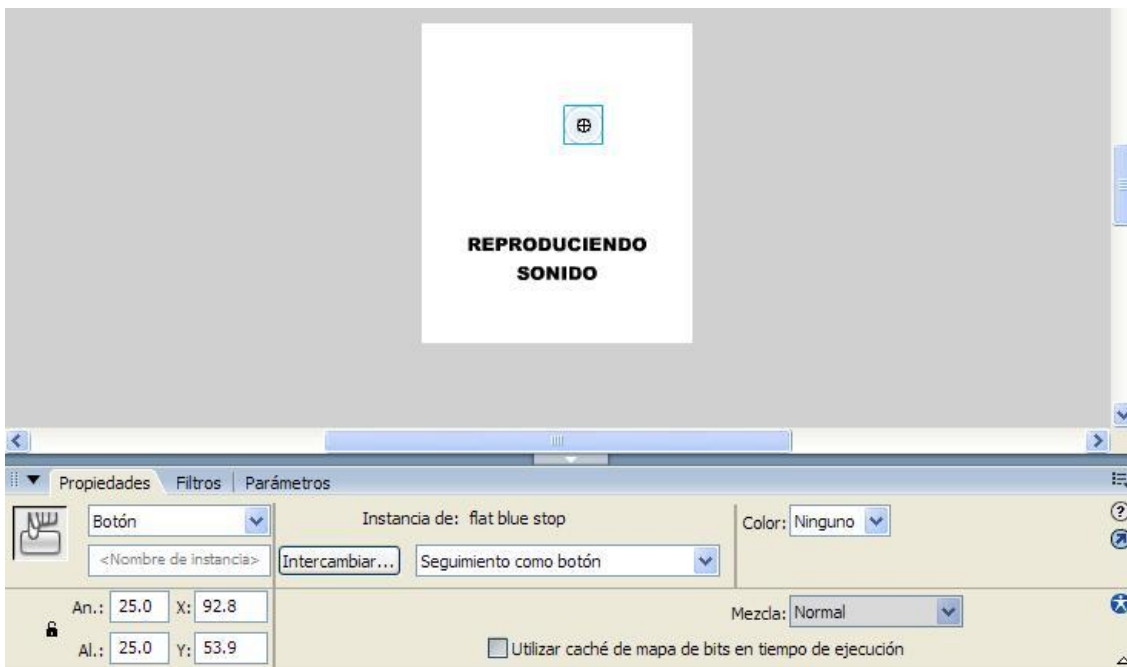 REPRODUCIENDO
SONIDO
Propiedades Filtros Parámetros
Botón Instancia de: flat blue stop Color: Ninguno
<Nombre de instancia> Intercambiar... Seguimiento como botón
An.: 25.0 X: 92.8 Mezcla: Normal
Al.: 25.0 Y: 53.9 Utilizar caché de mapa de bits en tiempo de ejecución